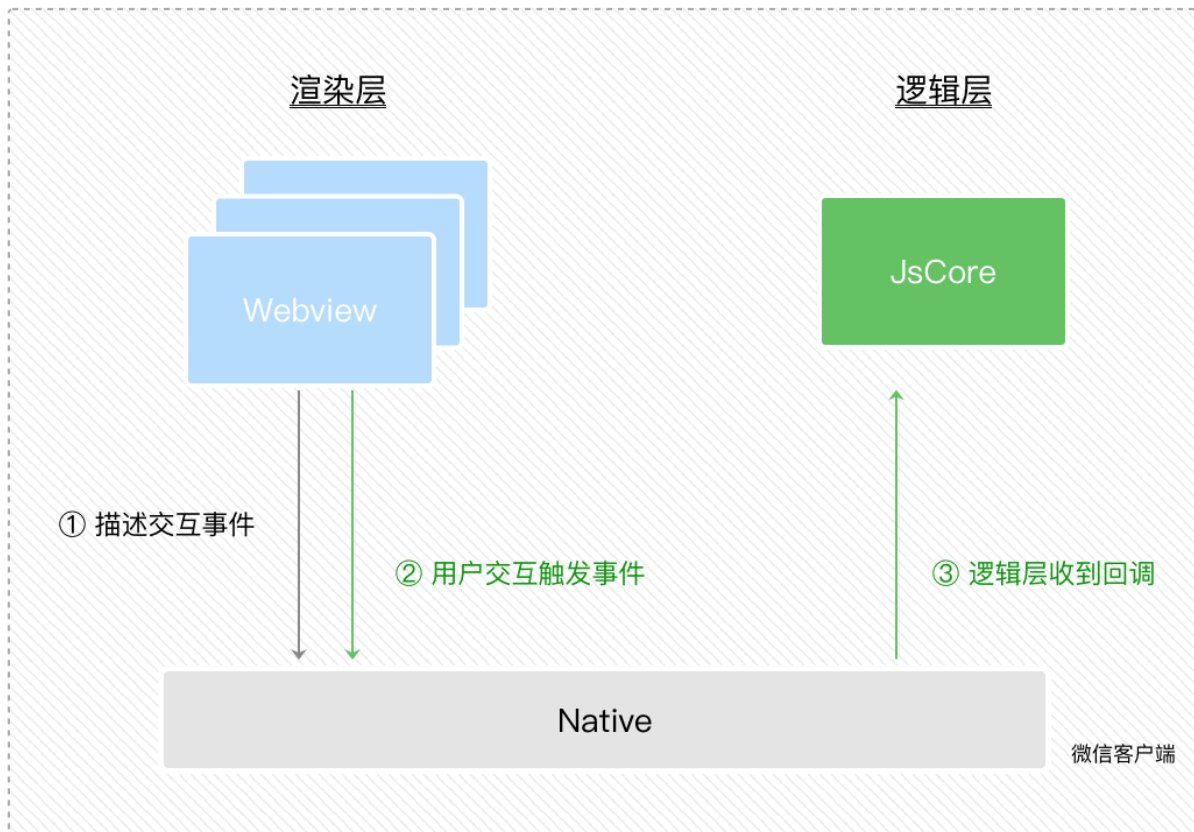 渲染层
逻辑层
Webview
JsCore
① 描述交互事件
② 用户交互触发事件
③ 逻辑层收到回调
Native
微信客户端